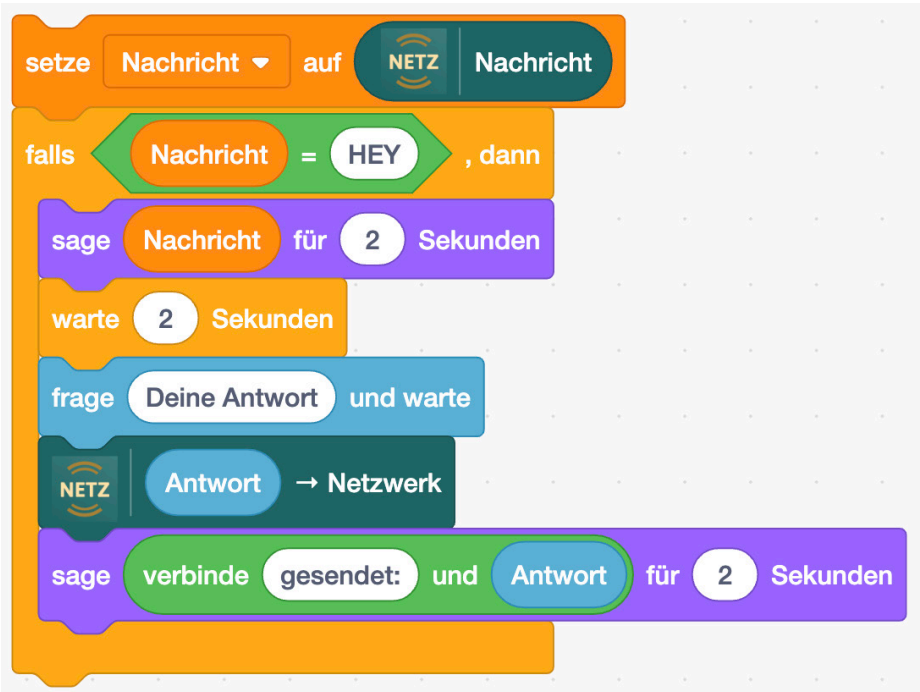 setze Nachricht auf NETZ Nachricht
falls Nachricht = HEY , dann
sage Nachricht für 2 Sekunden
warte 2 Sekunden
frage Deine Antwort und warte
NETZ Antwort → Netzwerk
sage verbinde gesendet: und Antwort für 2 Sekunden